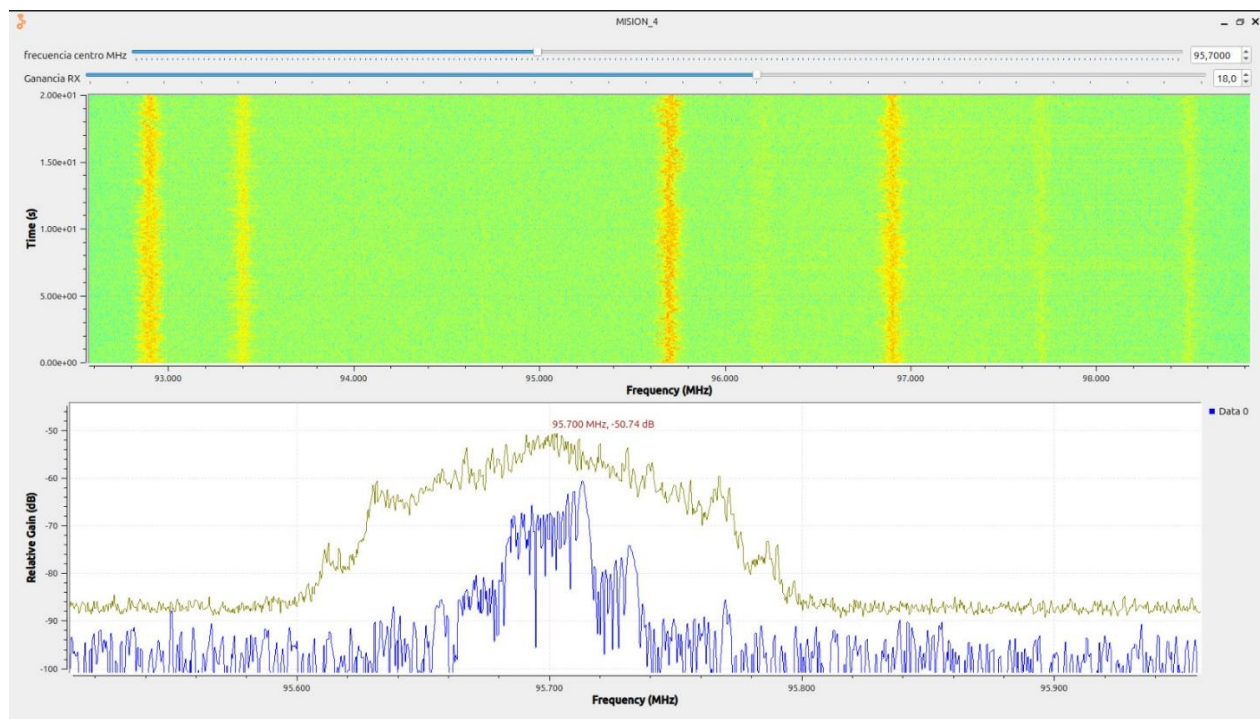 MISION_4
frecuencia centro MHz 95,7000
Ganancia RX 18,0
2.00e+01
1.50e+01
1.00e+01
5.00e+00
0.00e+00
Time (s)
93.000 94.000 95.000 96.000 97.000 98.000
Frequency (MHz)
95.700 MHz, -50.74 dB
Data 0
-50
-60
-70
-80
-90
-100
Relative Gain (dB)
95.600 95.700 95.800 95.900
Frequency (MHz)